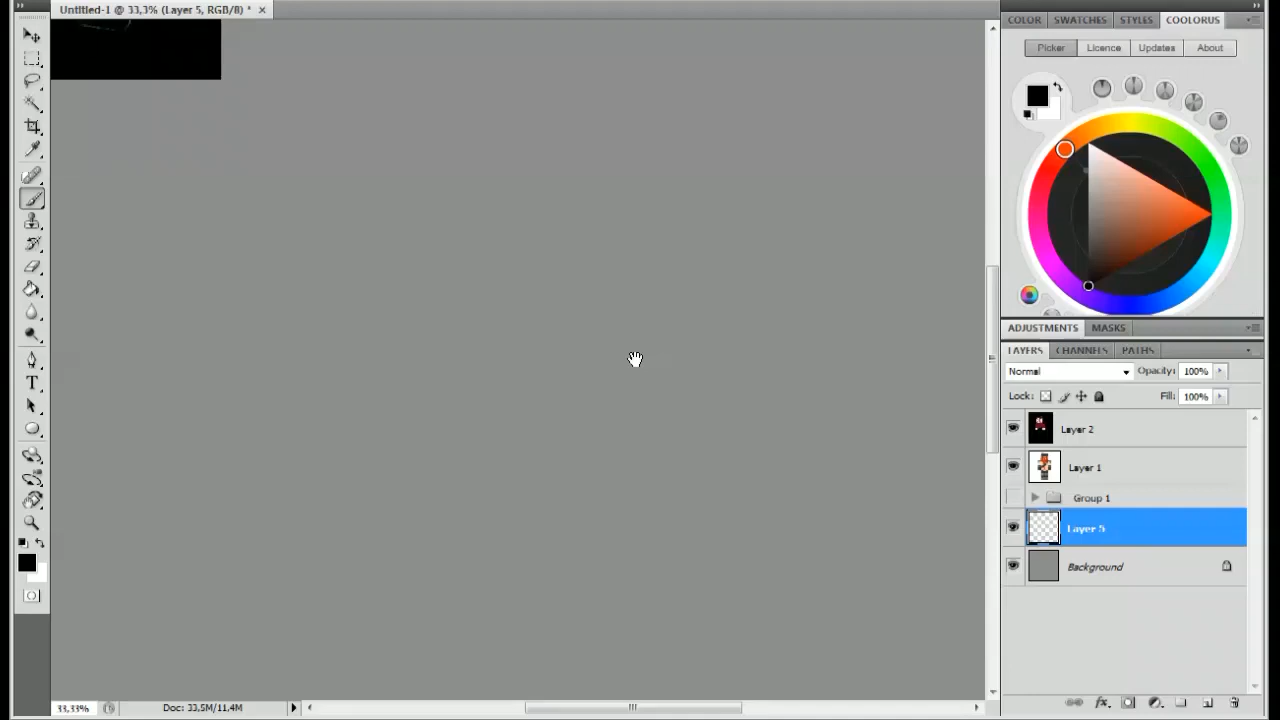 Untitled-1 @ 33,3% (Layer 5, RGB/8) *
COLOR SWATCHES STYLES COOLORUS
Picker Licence Updates About
ADJUSTMENTS MASKS
LAYERS CHANNELS PATHS
Normal Opacity: 100%
Lock: Fill: 100%
Layer 2
Layer 1
Group 1
Layer 5
Background
T
33,33% Doc: 33,5M/11,4M
fx